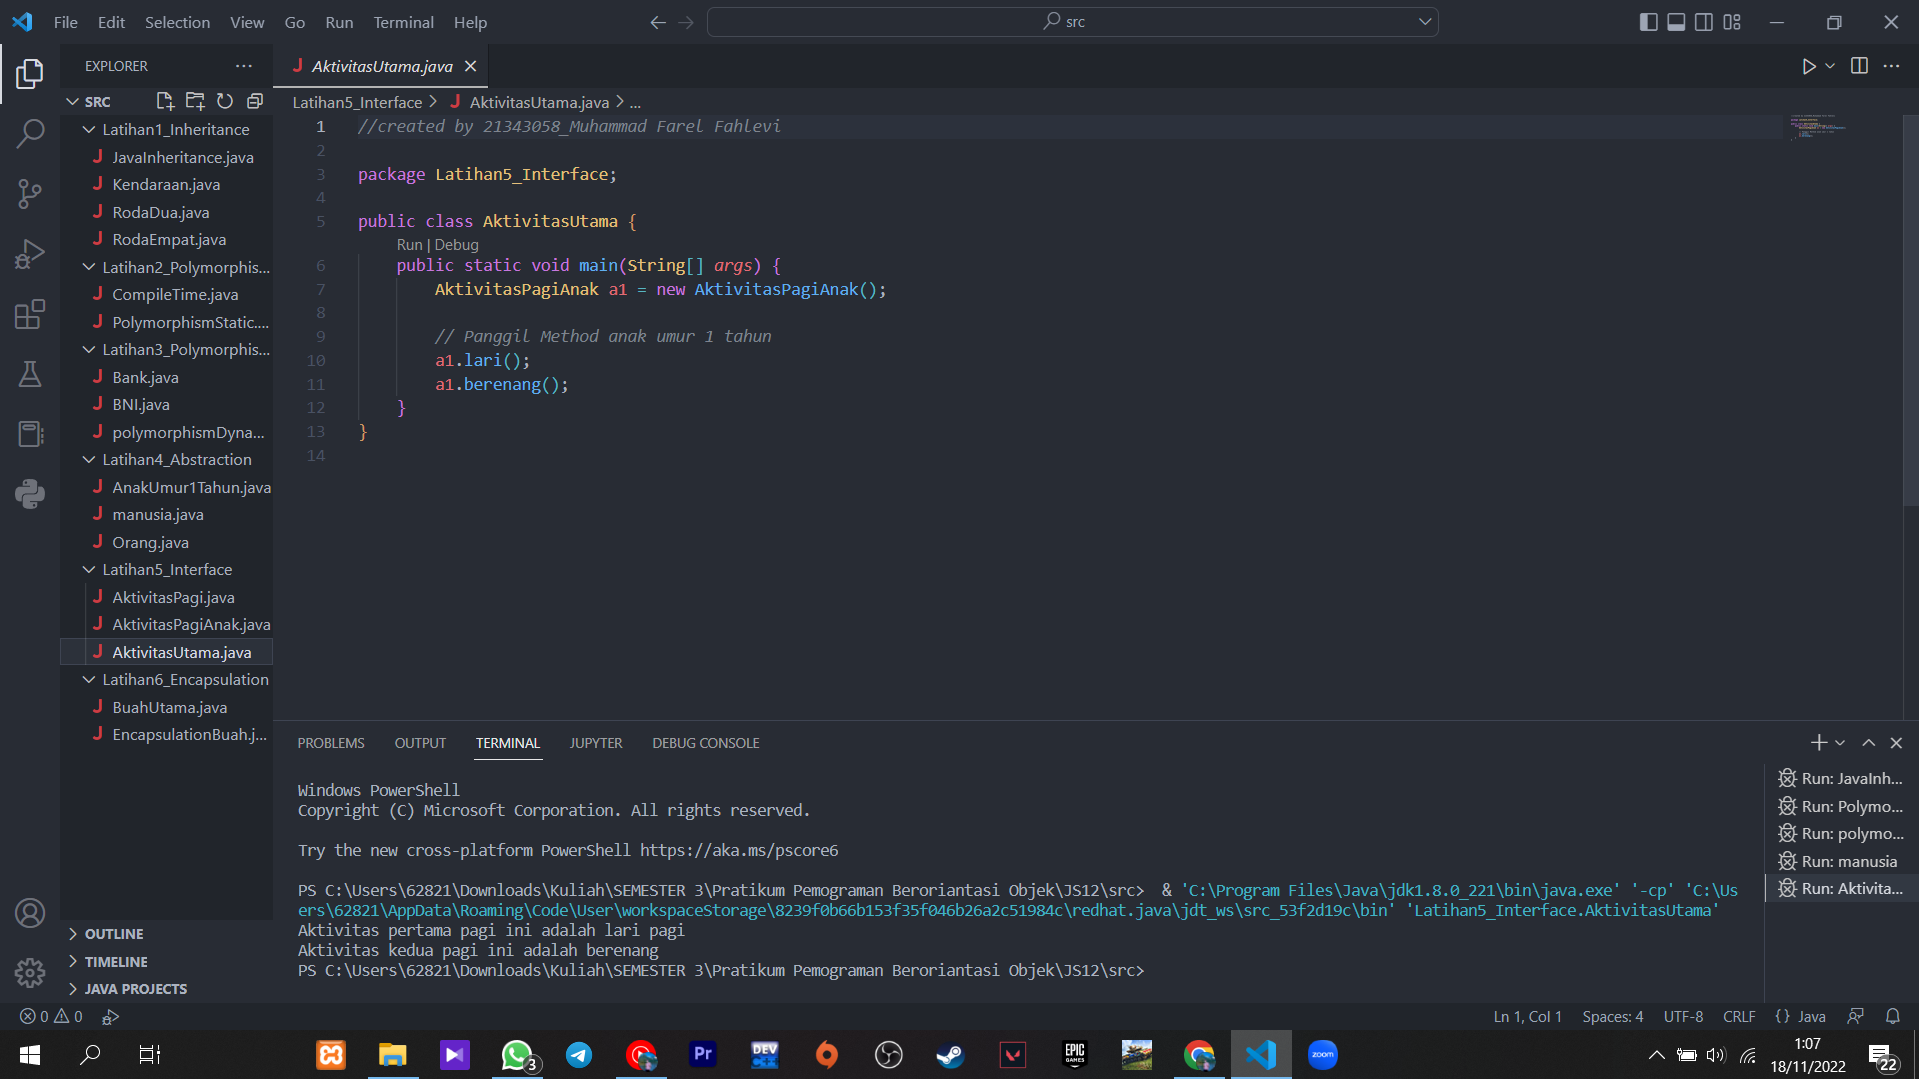 File Edit Selection View Go Run Terminal Help
src
EXPLORER
AktivitasUtama.java
SRC
Latihan1_Inheritance
JavaInheritance.java
Kendaraan.java
RodaDua.java
RodaEmpat.java
Latihan2_Polymorphis...
CompileTime.java
PolymorphismStatic....
Latihan3_Polymorphis...
Bank.java
BNI.java
polymorphismDyna...
Latihan4_Abstraction
AnakUmur1Tahun.java
manusia.java
Orang.java
Latihan5_Interface
AktivitasPagi.java
AktivitasPagiAnak.java
AktivitasUtama.java
Latihan6_Encapsulation
BuahUtama.java
EncapsulationBuah.j...
OUTLINE
TIMELINE
JAVA PROJECTS
Latihan5_Interface > J AktivitasUtama.java > ...
1 //created by 21343058_Muhammad Farel Fahlevi
2
3 package Latihan5_Interface;
4
5 public class AktivitasUtama {
Run | Debug
6 public static void main(String[] args) {
7 AktivitasPagiAnak a1 = new AktivitasPagiAnak();
8
9 // Panggil Method anak umur 1 tahun
10 a1.lari();
11 a1.berenang();
12 }
13 }
14
PROBLEMS OUTPUT TERMINAL JUPYTER DEBUG CONSOLE
Windows PowerShell
Copyright (C) Microsoft Corporation. All rights reserved.
Try the new cross-platform PowerShell https://aka.ms/pscore6
PS C:\Users\62821\Downloads\Kuliah\SEMESTER 3\Pratikum Pemograman Beroriantasi Objek\JS12\src> & 'C:\Program Files\Java\jdk1.8.0_221\bin\java.exe' '-cp' 'C:\Us
ers\62821\AppData\Roaming\Code\User\workspaceStorage\8239f0b66b153f35f046b26a2c51984c\redhat.java\jdt_ws\src_53f2d19c\bin' 'Latihan5_Interface.AktivitasUtama'
Aktivitas pertama pagi ini adalah lari pagi
Aktivitas kedua pagi ini adalah berenang
PS C:\Users\62821\Downloads\Kuliah\SEMESTER 3\Pratikum Pemograman Beroriantasi Objek\JS12\src>
Run: JavaInh...
Run: Polymo...
Run: polymo...
Run: manusia
Run: Aktivita...
0 0
Ln 1, Col 1 Spaces: 4 UTF-8 CRLF {} Java
3
Pr
DEV C++
EPIC GAMES
zoom
1:07
18/11/2022
22